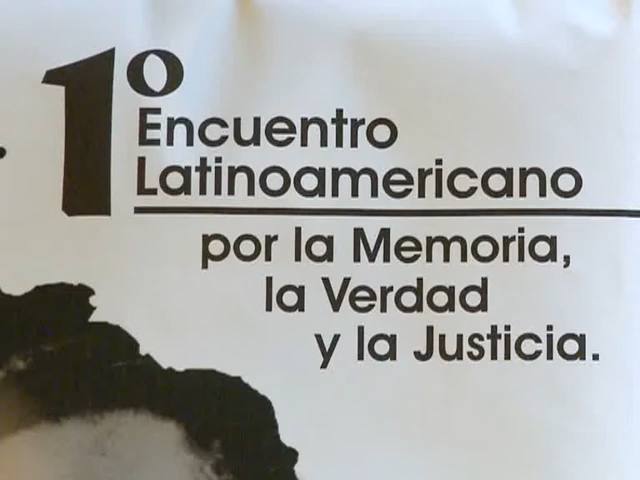 1º
Encuentro
Latinoamericano
por la Memoria,
la Verdad
y la Justicia.